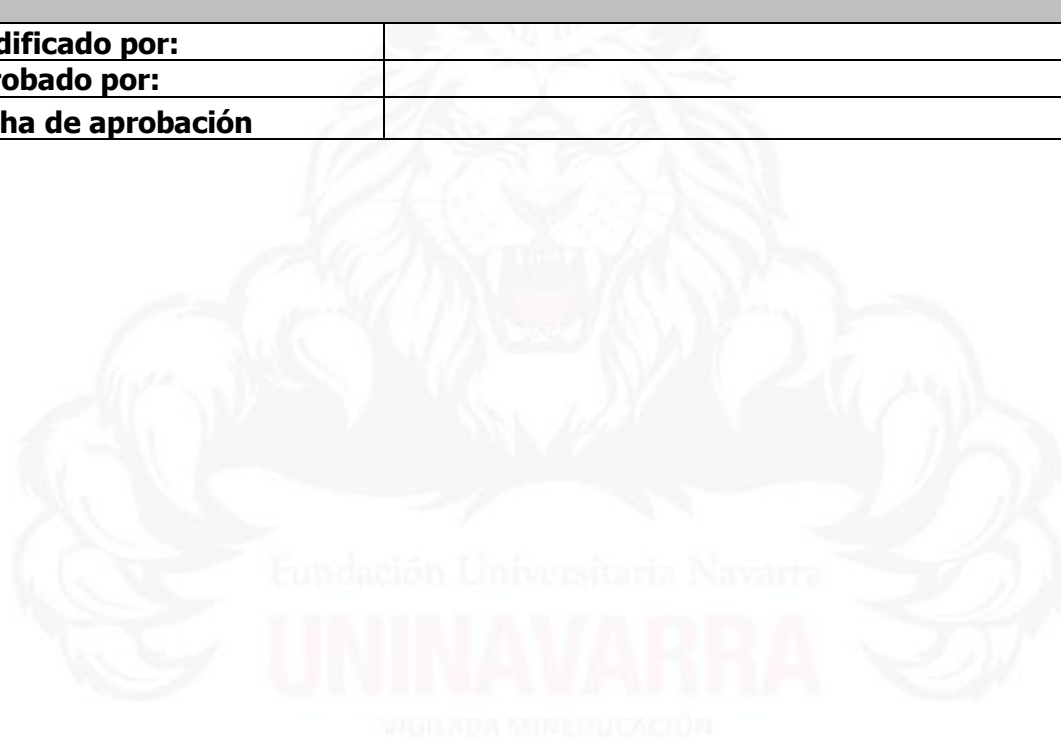 dificado por:
robado por:
ha de aprobación
Fundación Universitaria Navarra
UNINAVARRA
VIGILADA MINEDUCACIÓN